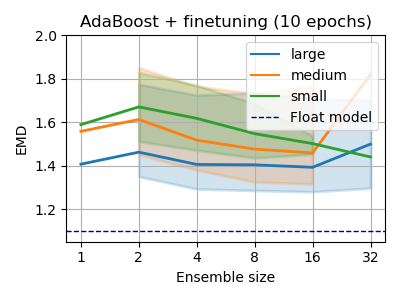 AdaBoost + finetuning (10 epochs)
2.0
1.8
1.6
1.4
1.2
EMD
large
medium
small
Float model
1 2 4 8 16 32
Ensemble size